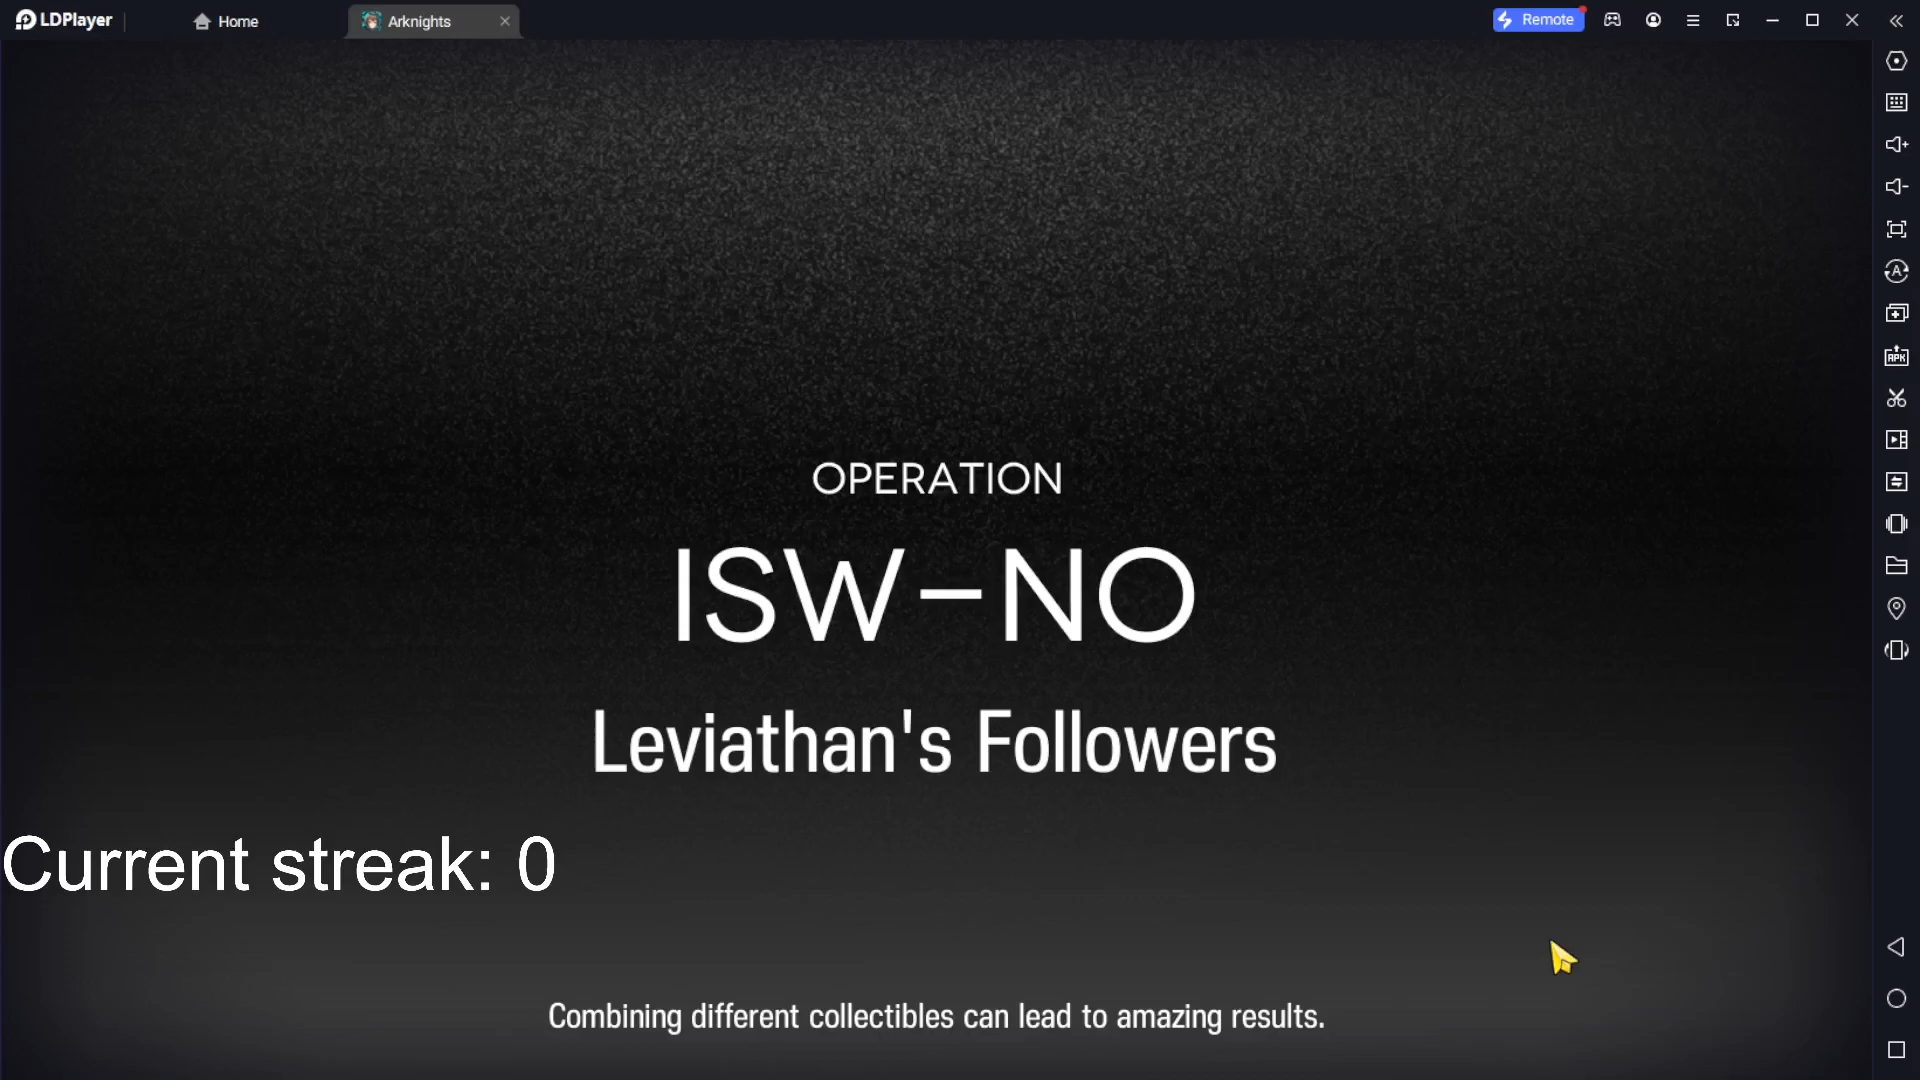 LDPlayer
Home
Arknights
Remote
APK
OPERATION
ISW-NO
Leviathan's Followers
Current streak: 0
Combining different collectibles can lead to amazing results.